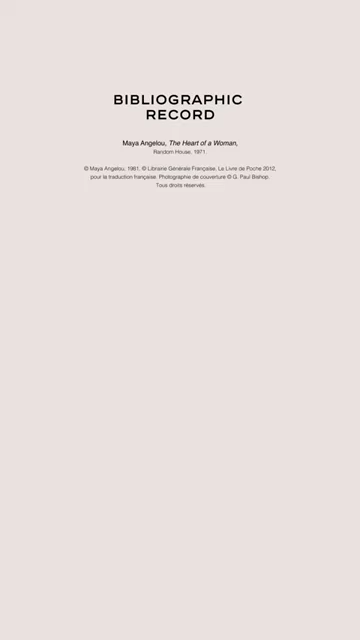 BIBLIOGRAPHIC
RECORD
Maya Angelou, The Heart of a Woman,
Random House, 1971.
© Maya Angelou, 1981, © Librairie Générale Française, Le Livre de Poche 2012,
pour la traduction française. Photographie de couverture © G. Paul Bishop.
Tous droits réservés.